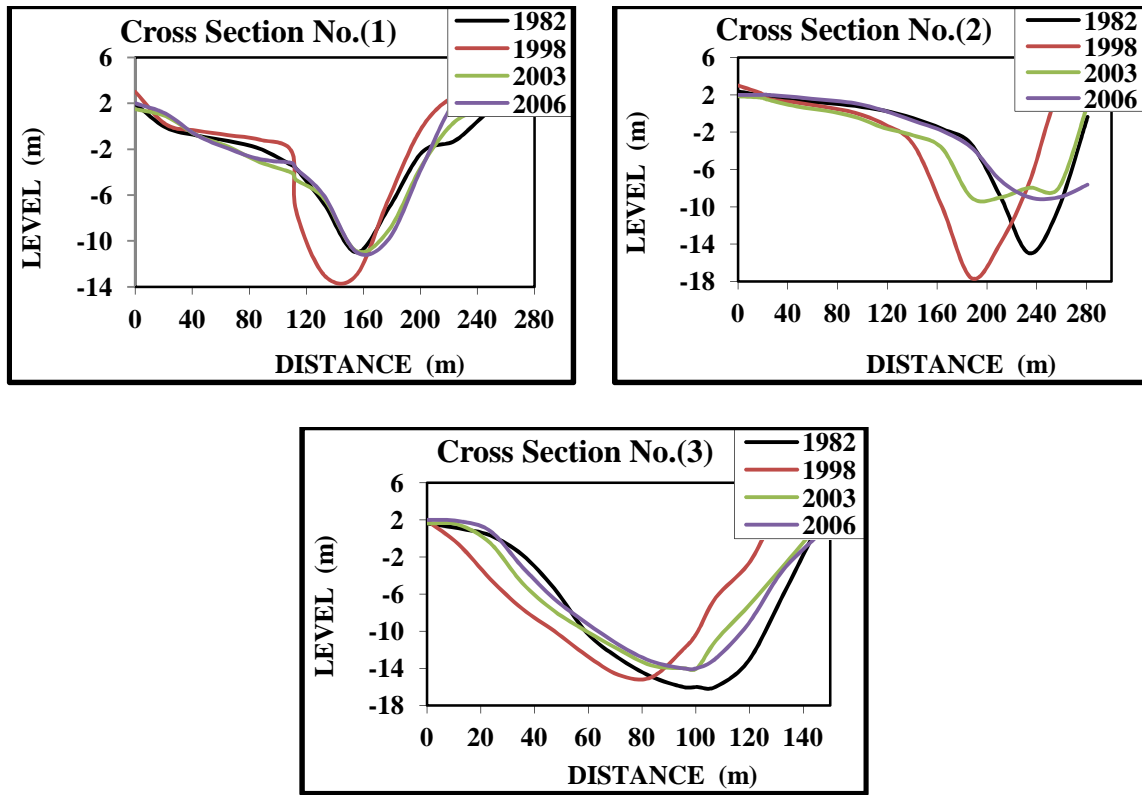 Cross Section No.(1)
1982
1998
2003
2006
6
2
-2
-6
-10
-14
LEVEL (m)
0 40 80 120 160 200 240 280
DISTANCE (m)
Cross Section No.(2)
1982
1998
2003
2006
6
2
-2
-6
-10
-14
-18
LEVEL (m)
0 40 80 120 160 200 240 280
DISTANCE (m)
Cross Section No.(3)
1982
1998
2003
2006
6
2
-2
-6
-10
-14
-18
LEVEL (m)
0 20 40 60 80 100 120 140
DISTANCE (m)